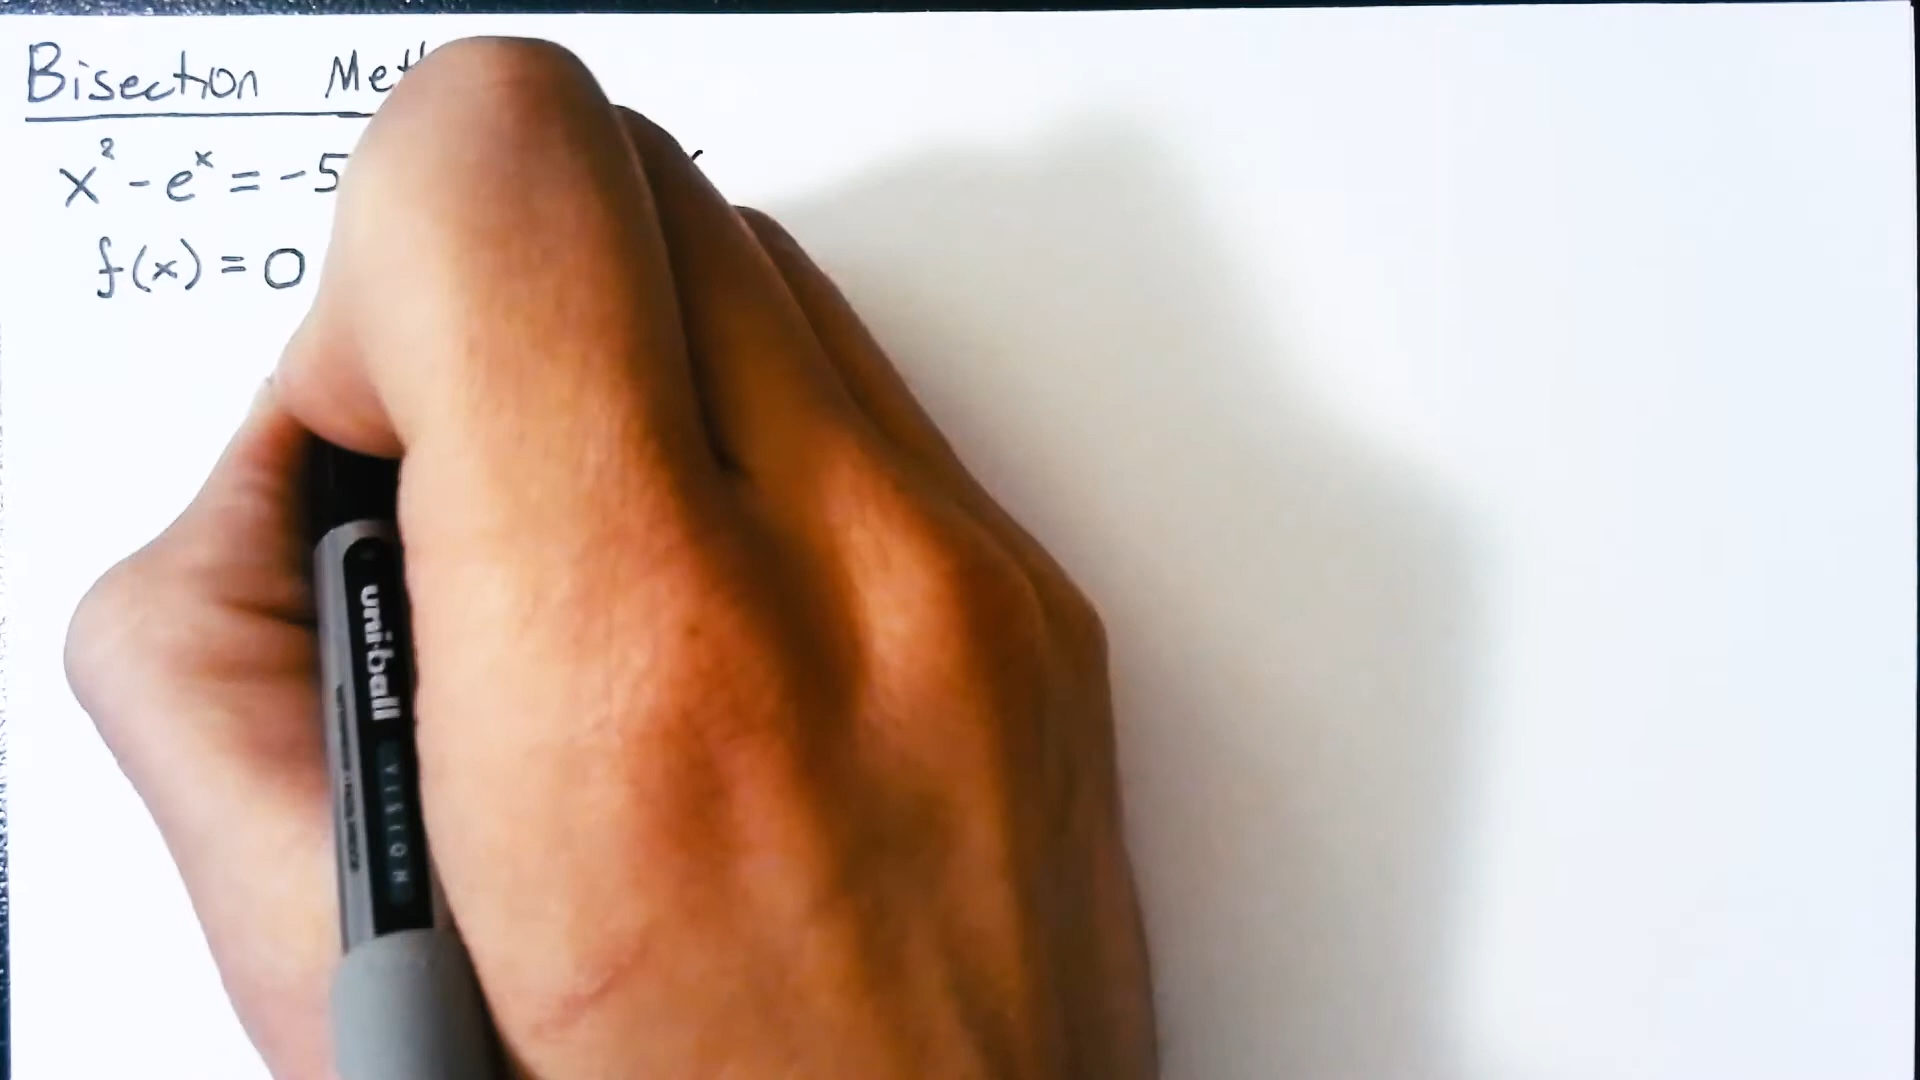 Bisection Met
x² - eˣ = -5
f(x) = 0
uni-ball
VISION